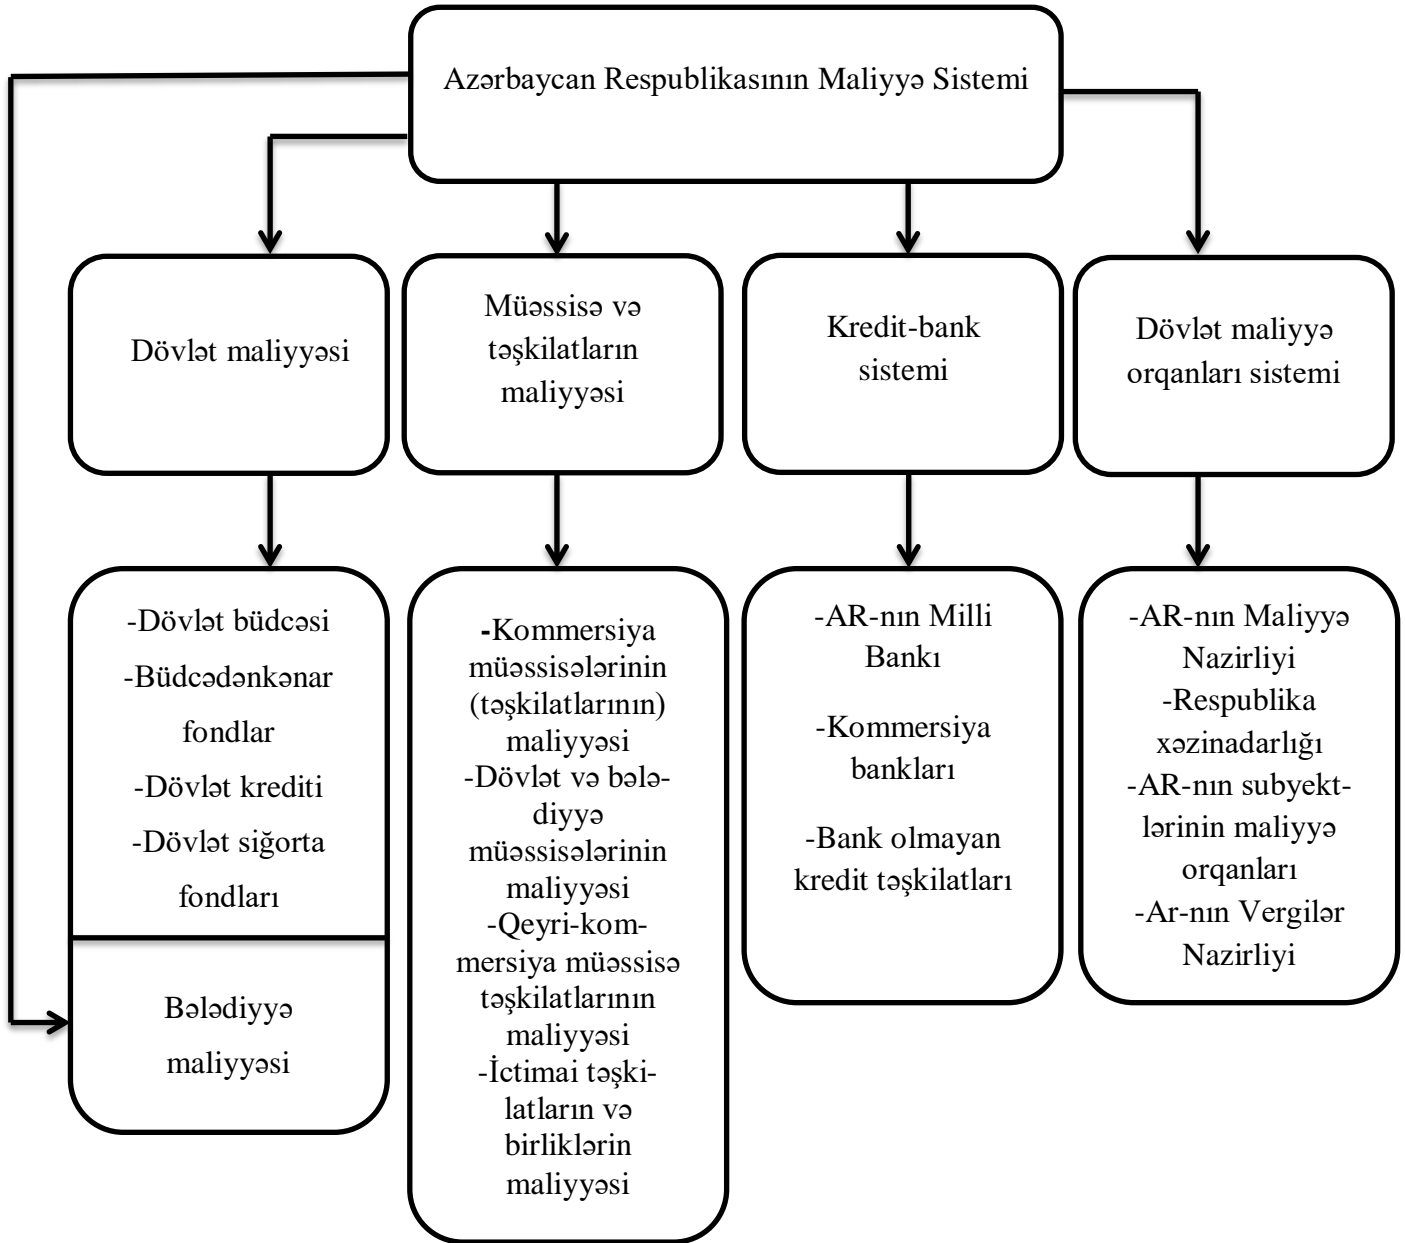 Azərbaycan Respublikasının Maliyyə Sistemi
Dövlət maliyyəsi
Müəssisə və
təşkilatların
maliyyəsi
Kredit-bank
sistemi
Dövlət maliyyə
orqanları sistemi
-Dövlət büdcəsi
-Büdcədənkənar
fondlar
-Dövlət krediti
-Dövlət siğorta
fondları
Bələdiyyə
maliyyəsi
-Kommersiya
müəssisələrinin
(təşkilatlarının)
maliyyəsi
-Dövlət və bələ-
diyyə
müəssisələrinin
maliyyəsi
-Qeyri-kom-
mersiya müəssisə
təşkilatlarının
maliyyəsi
-İctimai təşki-
latların və
birliklərin
maliyyəsi
-AR-nın Milli
Bankı
-Kommersiya
bankları
-Bank olmayan
kredit təşkilatları
-AR-nın Maliyyə
Nazirliyi
-Respublika
xəzinadarlığı
-AR-nın subyekt-
lərinin maliyyə
orqanları
-Ar-nın Vergilər
Nazirliyi